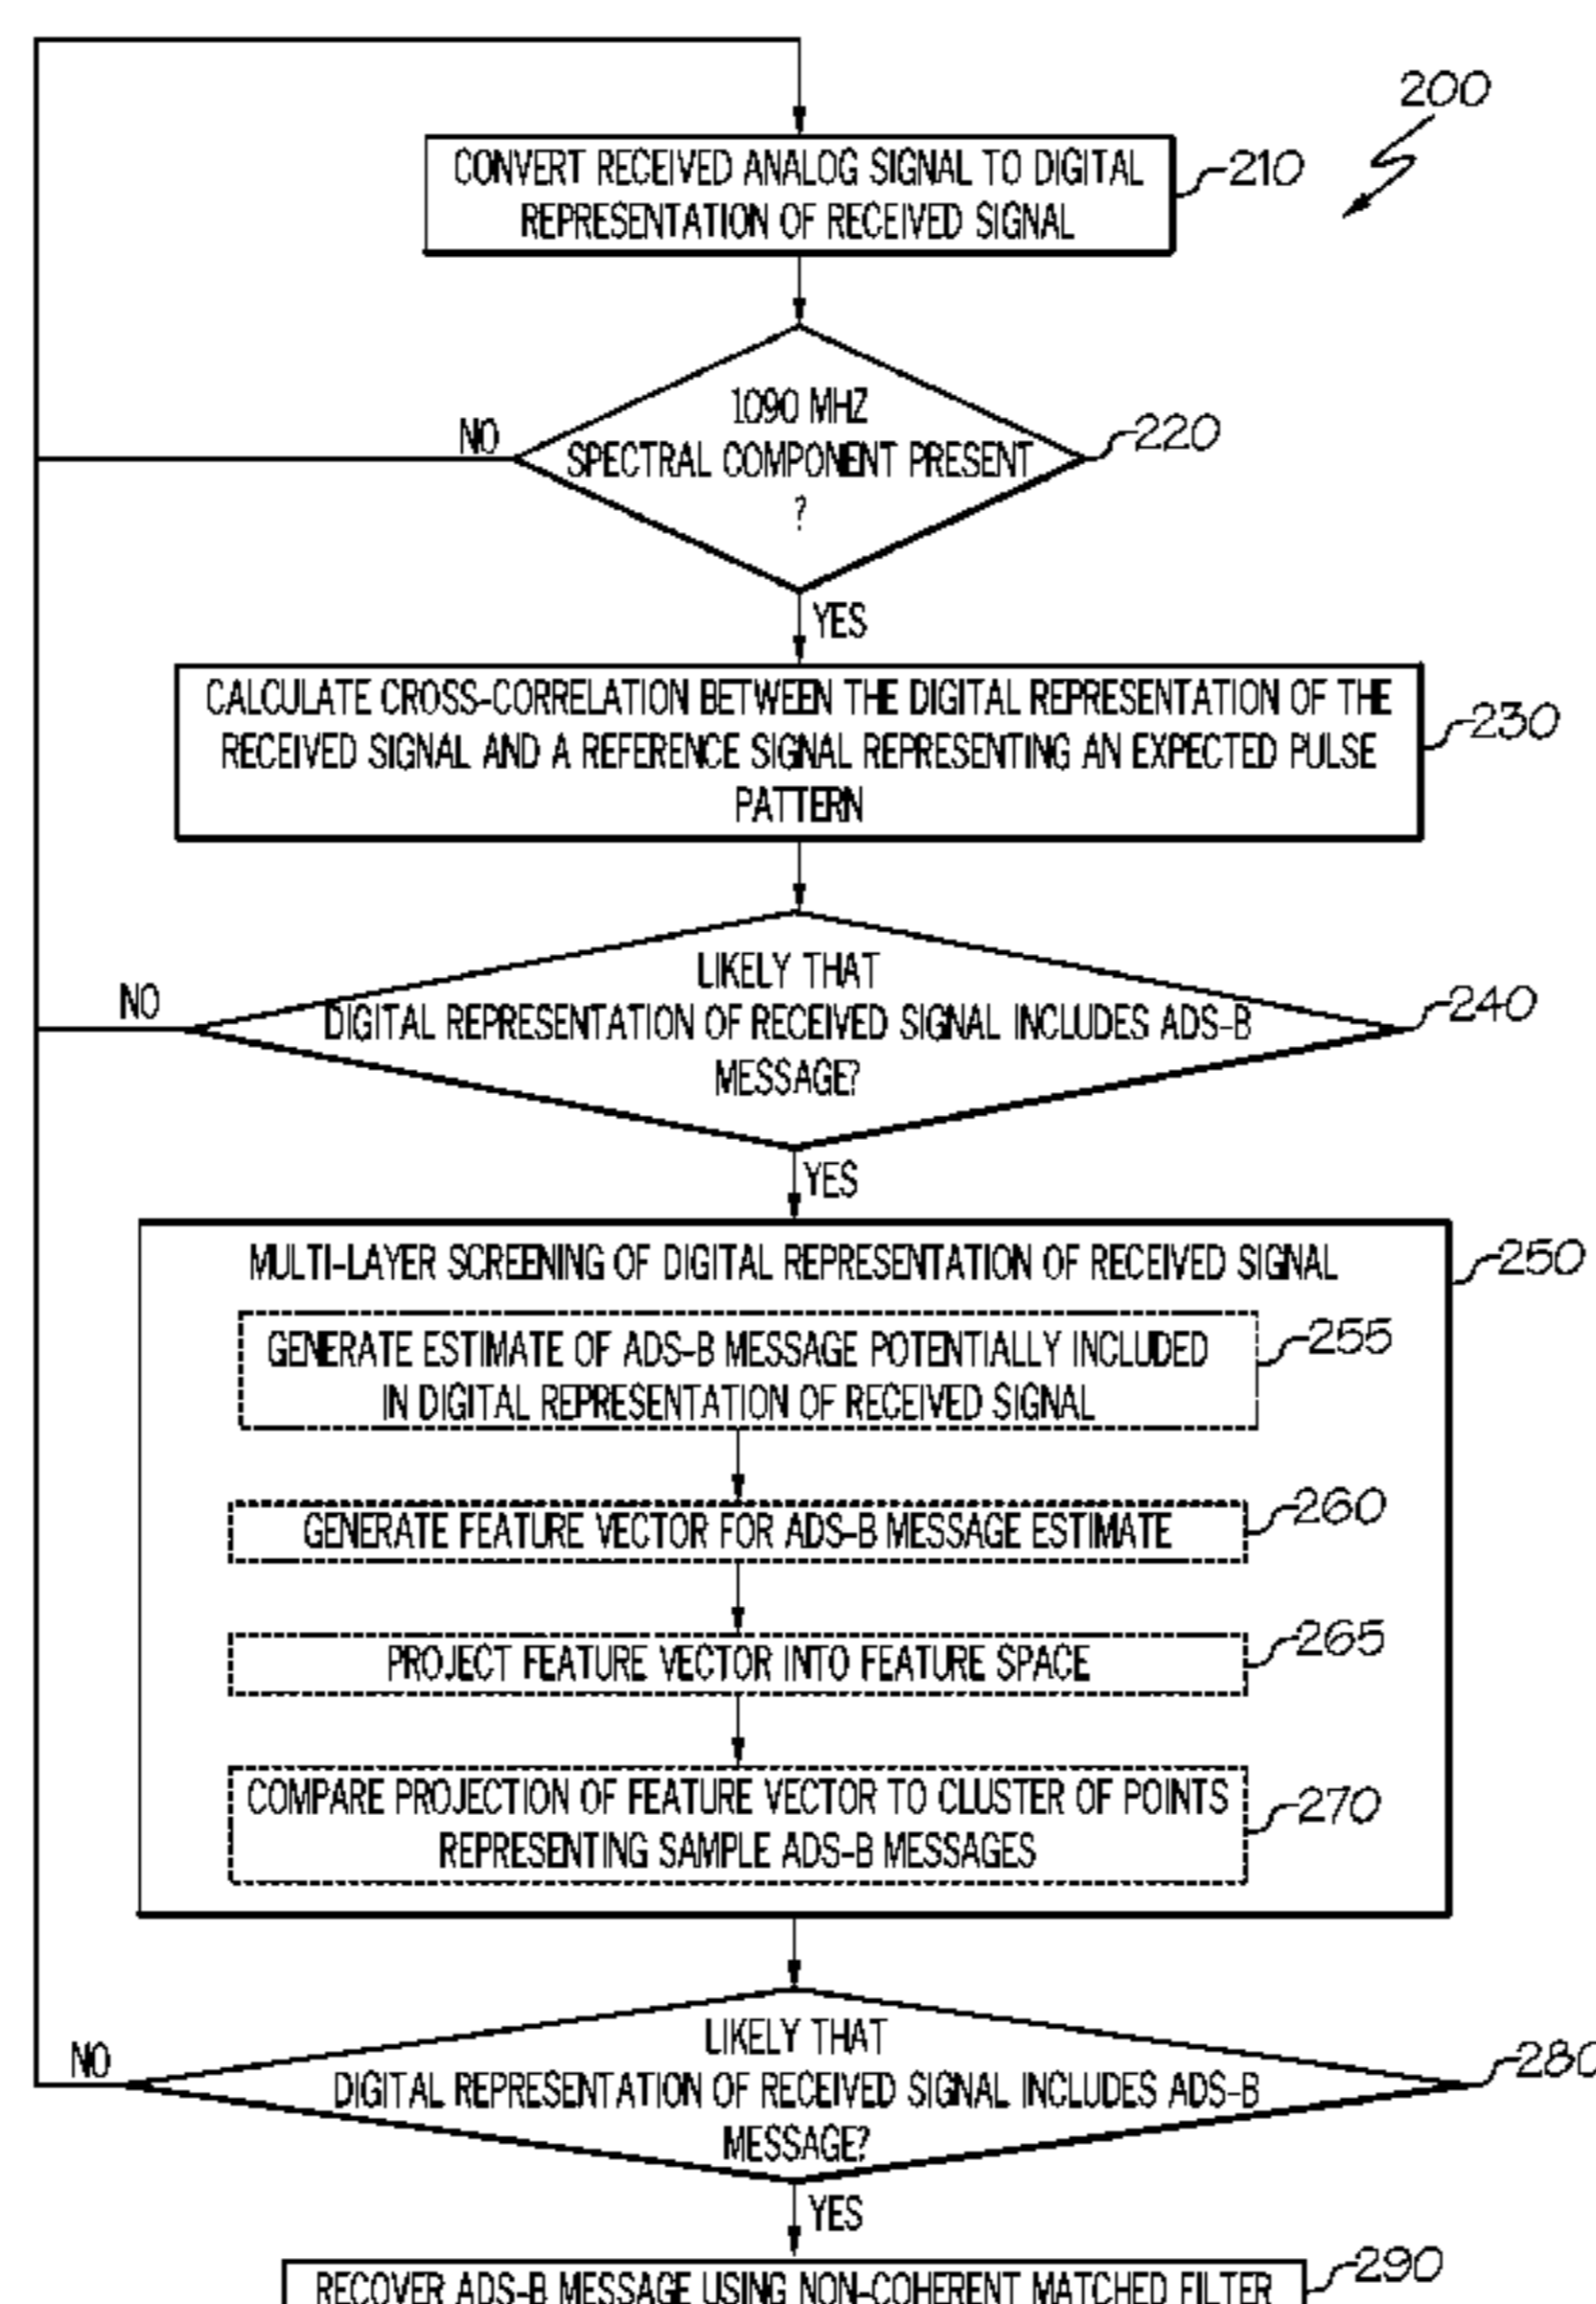 200
CONVERT RECEIVED ANALOG SIGNAL TO DIGITAL
REPRESENTATION OF RECEIVED SIGNAL
210
1090 MHZ
SPECTRAL COMPONENT PRESENT
?
220
NO
YES
CALCULATE CROSS-CORRELATION BETWEEN THE DIGITAL REPRESENTATION OF THE
RECEIVED SIGNAL AND A REFERENCE SIGNAL REPRESENTING AN EXPECTED PULSE
PATTERN
230
LIKELY THAT
DIGITAL REPRESENTATION OF RECEIVED SIGNAL INCLUDES ADS-B
MESSAGE?
240
NO
YES
MULTI-LAYER SCREENING OF DIGITAL REPRESENTATION OF RECEIVED SIGNAL
250
GENERATE ESTIMATE OF ADS-B MESSAGE POTENTIALLY INCLUDED
IN DIGITAL REPRESENTATION OF RECEIVED SIGNAL
255
GENERATE FEATURE VECTOR FOR ADS-B MESSAGE ESTIMATE
260
PROJECT FEATURE VECTOR INTO FEATURE SPACE
265
COMPARE PROJECTION OF FEATURE VECTOR TO CLUSTER OF POINTS
REPRESENTING SAMPLE ADS-B MESSAGES
270
LIKELY THAT
DIGITAL REPRESENTATION OF RECEIVED SIGNAL INCLUDES ADS-B
MESSAGE?
280
NO
YES
RECOVER ADS-B MESSAGE USING NON-COHERENT MATCHED FILTER
290